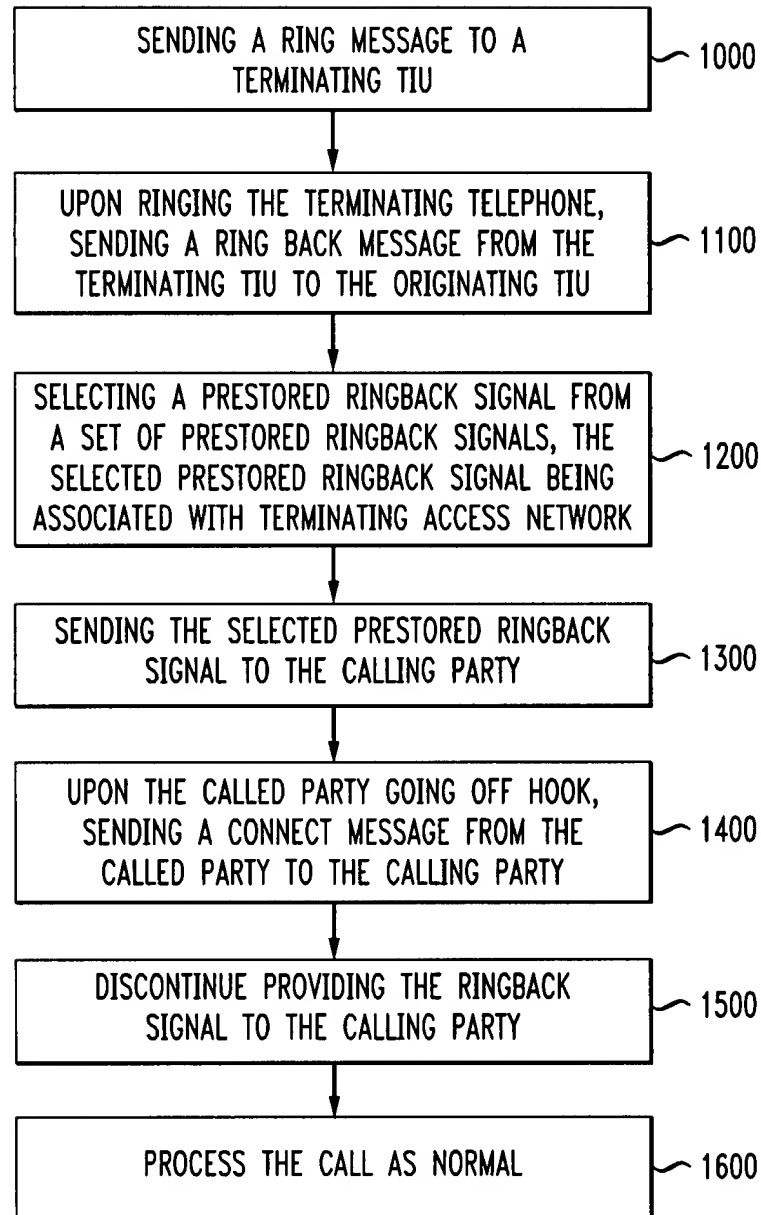 SENDING A RING MESSAGE TO A
TERMINATING TIU
1000
UPON RINGING THE TERMINATING TELEPHONE,
SENDING A RING BACK MESSAGE FROM THE
TERMINATING TIU TO THE ORIGINATING TIU
1100
SELECTING A PRESTORED RINGBACK SIGNAL FROM
A SET OF PRESTORED RINGBACK SIGNALS, THE
SELECTED PRESTORED RINGBACK SIGNAL BEING
ASSOCIATED WITH TERMINATING ACCESS NETWORK
1200
SENDING THE SELECTED PRESTORED RINGBACK
SIGNAL TO THE CALLING PARTY
1300
UPON THE CALLED PARTY GOING OFF HOOK,
SENDING A CONNECT MESSAGE FROM THE
CALLED PARTY TO THE CALLING PARTY
1400
DISCONTINUE PROVIDING THE RINGBACK
SIGNAL TO THE CALLING PARTY
1500
PROCESS THE CALL AS NORMAL
1600